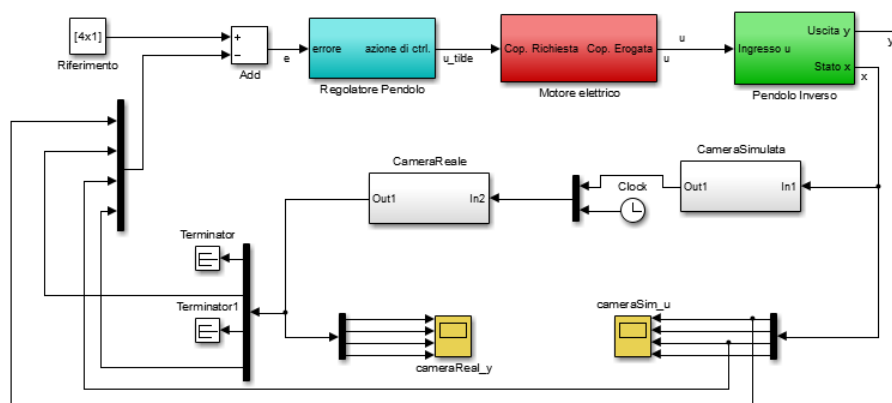 [4x1]
Riferimento
+
−
Add
e
errore
azione di ctrl.
Regolatore Pendolo
u_tilde
Cop. Richiesta
Cop. Erogata
Motore elettrico
u
u
Ingresso u
Uscita y
Stato x
Pendolo Inverso
y
x
CameraReale
Out1
In2
Clock
CameraSimulata
Out1
In1
Terminator
Terminator1
cameraReal_y
cameraSim_u